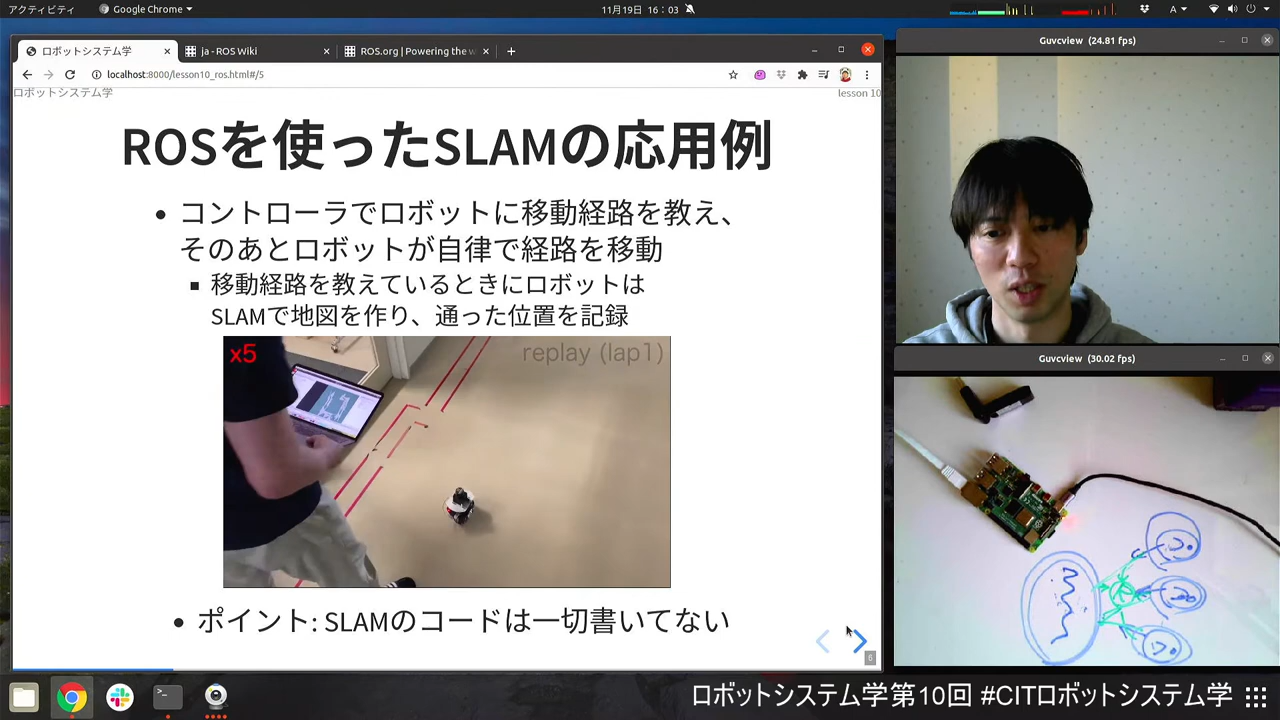 アクティビティ
Google Chrome
11月19日 16:03
A
ロボットシステム学
ja - ROS Wiki
ROS.org | Powering the w
localhost:8000/lesson10_ros.html#/5
ロボットシステム学
lesson 10
ROSを使ったSLAMの応用例
コントローラでロボットに移動経路を教え、
そのあとロボットが自律で経路を移動
移動経路を教えているときにロボットは
SLAMで地図を作り、通った位置を記録
x5
replay (lap1)
ポイント: SLAMのコードは一切書いてない
6
Guvcview (24.81 fps)
Guvcview (30.02 fps)
ロボットシステム学第10回 #CITロボットシステム学